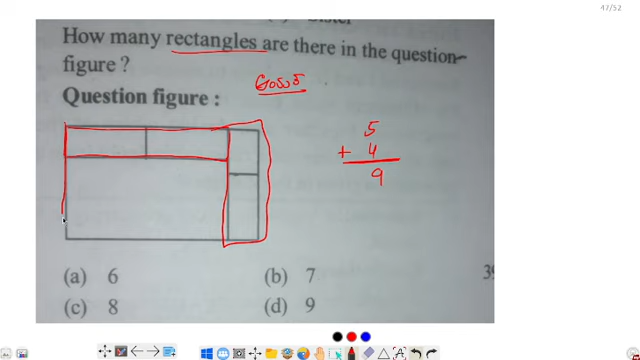 47/52
How many rectangles are there in the question
figure ?
Question figure :
5
+ 4
9
(a) 6
(b) 7
(c) 8
(d) 9